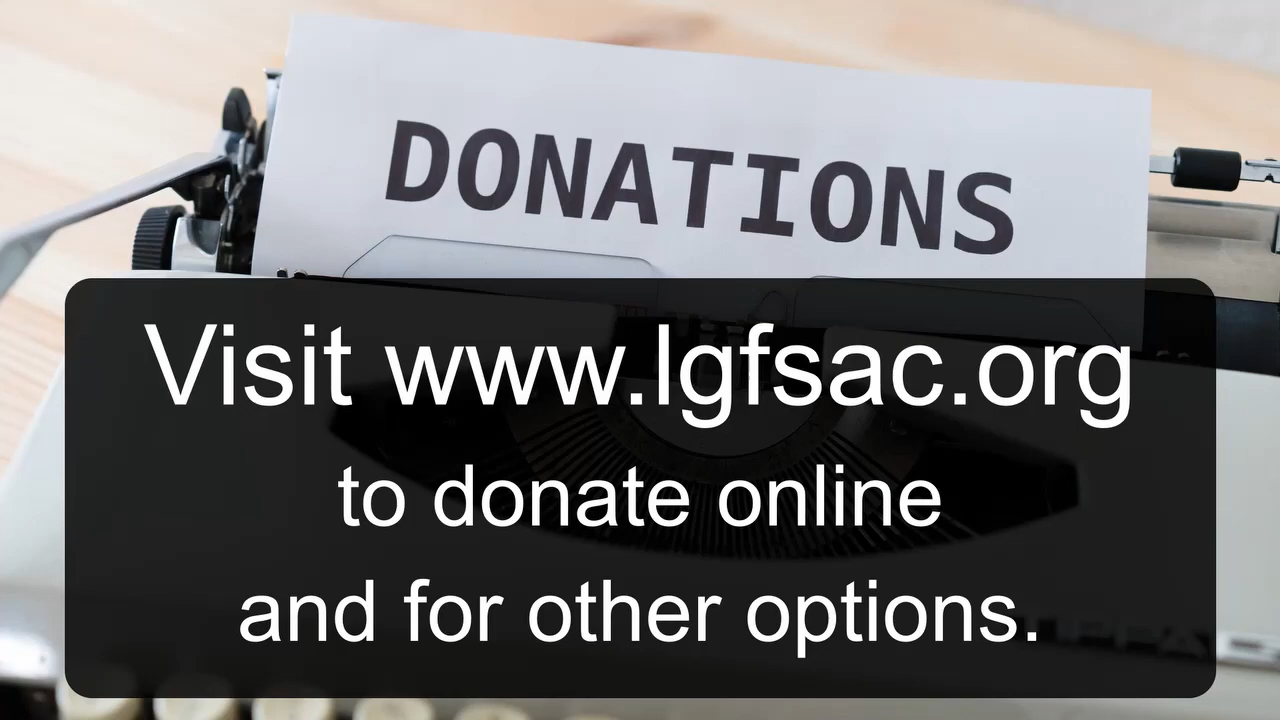 DONATIONS
Visit www.lgfsac.org
to donate online
and for other options.